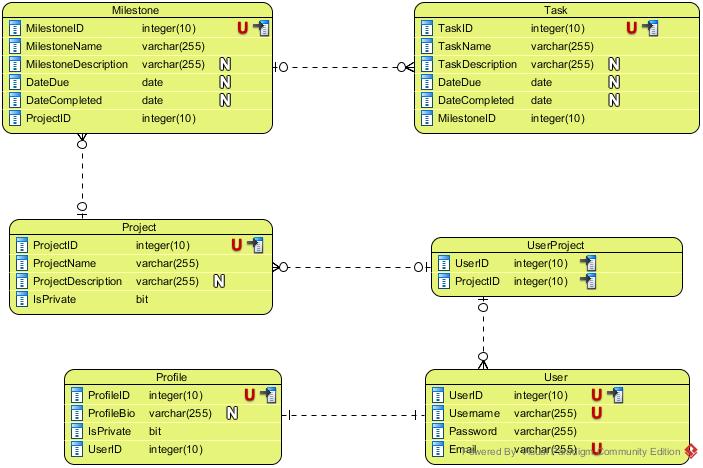 Milestone
MilestoneID integer(10) U
MilestoneName varchar(255)
MilestoneDescription varchar(255) N
DateDue date N
DateCompleted date N
ProjectID integer(10)
Task
TaskID integer(10) U
TaskName varchar(255)
TaskDescription varchar(255) N
DateDue date N
DateCompleted date N
MilestoneID integer(10)
Project
ProjectID integer(10) U
ProjectName varchar(255)
ProjectDescription varchar(255) N
IsPrivate bit
UserProject
UserID integer(10)
ProjectID integer(10)
Profile
ProfileID integer(10) U
ProfileBio varchar(255) N
IsPrivate bit
UserID integer(10)
User
UserID integer(10) U
Username varchar(255) U
Password varchar(255)
Email varchar(255) U
Powered By Visual Paradigm Community Edition